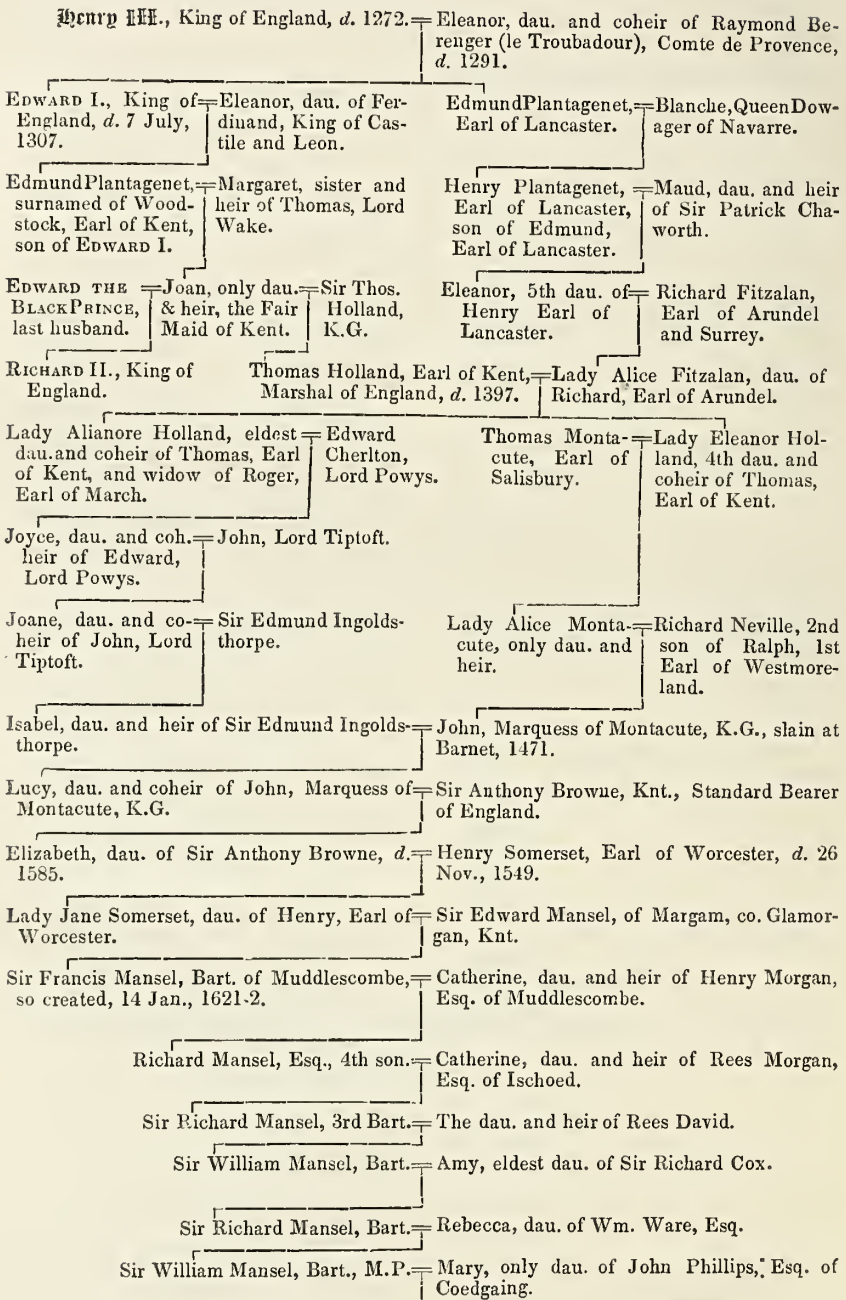 Henry III., King of England, d. 1272. = Eleanor, dau. and coheir of Raymond Be-
renger (le Troubadour), Comte de Provence,
d. 1291.
EDWARD I., King of = Eleanor, dau. of Fer-
England, d. 7 July, dinand, King of Cas-
1307. tile and Leon.
EdmundPlantagenet, = Blanche, Queen Dow-
Earl of Lancaster. ager of Navarre.
EdmundPlantagenet, = Margaret, sister and
surnamed of Wood- heir of Thomas, Lord
stock, Earl of Kent, Wake.
son of EDWARD I.
Henry Plantagenet, = Maud, dau. and heir
Earl of Lancaster, of Sir Patrick Cha-
son of Edmund, worth.
Earl of Lancaster.
EDWARD THE = Joan, only dau. = Sir Thos.
BLACK PRINCE, & heir, the Fair Holland,
last husband. Maid of Kent. K.G.
Eleanor, 5th dau. of = Richard Fitzalan,
Henry Earl of Earl of Arundel
Lancaster. and Surrey.
RICHARD II., King of
England.
Thomas Holland, Earl of Kent, = Lady Alice Fitzalan, dau. of
Marshal of England, d. 1397. Richard, Earl of Arundel.
Lady Alianore Holland, eldest = Edward
dau. and coheir of Thomas, Earl Cherlton,
of Kent, and widow of Roger, Lord Powys.
Earl of March.
Thomas Monta- = Lady Eleanor Hol-
cute, Earl of land, 4th dau. and
Salisbury. coheir of Thomas,
Earl of Kent.
Joyce, dau. and coh. = John, Lord Tiptoft.
heir of Edward,
Lord Powys.
Joane, dau. and co- = Sir Edmund Ingolds-
heir of John, Lord thorpe.
Tiptoft.
Lady Alice Monta- = Richard Neville, 2nd
cute, only dau. and son of Ralph, 1st
heir. Earl of Westmore-
land.
Isabel, dau. and heir of Sir Edmund Ingolds- = John, Marquess of Montacute, K.G., slain at
thorpe. Barnet, 1471.
Lucy, dau. and coheir of John, Marquess of = Sir Anthony Browne, Knt., Standard Bearer
Montacute, K.G. of England.
Elizabeth, dau. of Sir Anthony Browne, d. = Henry Somerset, Earl of Worcester, d. 26
1585. Nov., 1549.
Lady Jane Somerset, dau. of Henry, Earl of = Sir Edward Mansel, of Margam, co. Glamor-
Worcester. gan, Knt.
Sir Francis Mansel, Bart. of Muddlescombe, = Catherine, dau. and heir of Henry Morgan,
so created, 14 Jan., 1621-2. Esq. of Muddlescombe.
Richard Mansel, Esq., 4th son. = Catherine, dau. and heir of Rees Morgan,
Esq. of Ischoed.
Sir Richard Mansel, 3rd Bart. = The dau. and heir of Rees David.
Sir William Mansel, Bart. = Amy, eldest dau. of Sir Richard Cox.
Sir Richard Mansel, Bart. = Rebecca, dau. of Wm. Ware, Esq.
Sir William Mansel, Bart., M.P. = Mary, only dau. of John Phillips, Esq. of
Coedgaing.